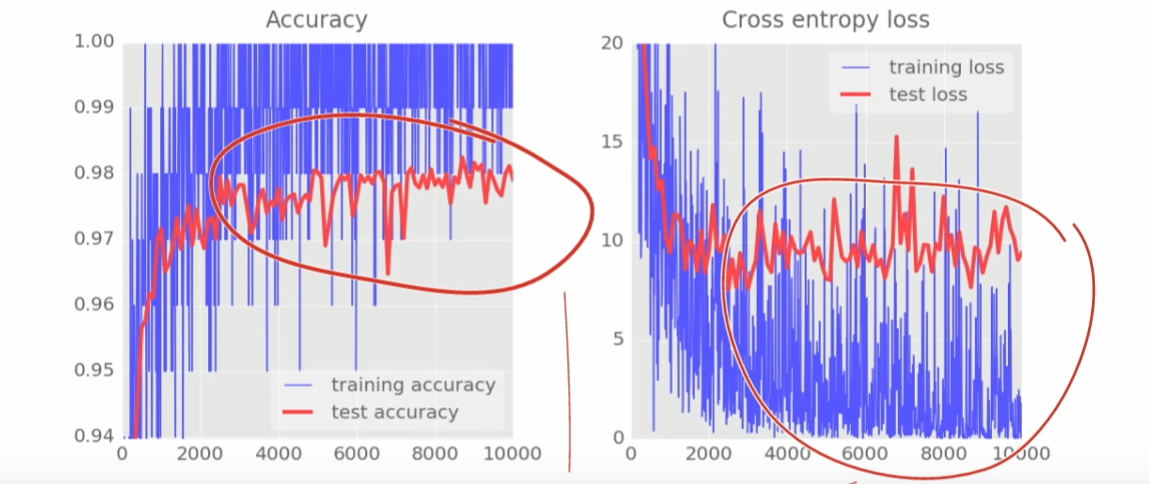 Accuracy
1.00
0.99
0.98
0.97
0.96
0.95
0.94
0 2000 4000 6000 8000 10000
training accuracy
test accuracy
Cross entropy loss
20
15
10
5
0
0 2000 4000 6000 8000 10000
training loss
test loss